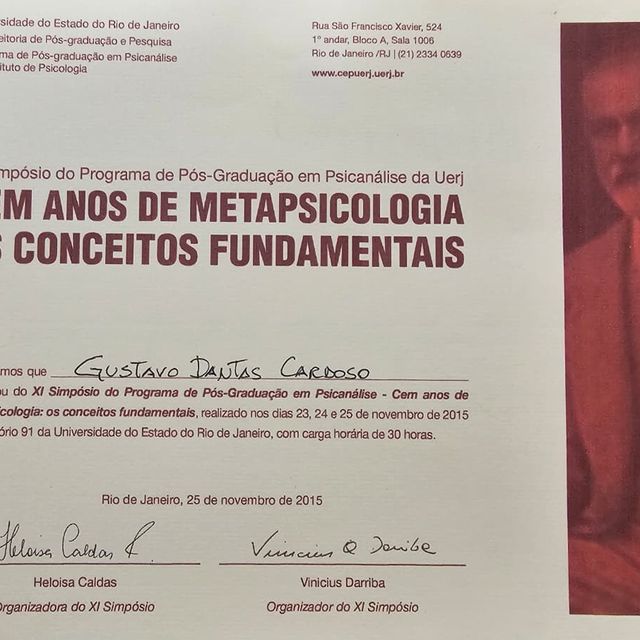 rsidade do Estado do Rio de Janeiro
eitoria de Pós-graduação e Pesquisa
ma de Pós-graduação em Psicanálise
tuto de Psicologia
Rua São Francisco Xavier, 524
1º andar, Bloco A, Sala 1006
Rio de Janeiro /RJ | (21) 2334 0639
www.cepuerj.uerj.br
mpósio do Programa de Pós-Graduação em Psicanálise da Uerj
EM ANOS DE METAPSICOLOGIA
S CONCEITOS FUNDAMENTAIS
mos que GUSTAVO DANTAS CARDOSO
ou do XI Simpósio do Programa de Pós-Graduação em Psicanálise - Cem anos de
sicologia: os conceitos fundamentais, realizado nos dias 23, 24 e 25 de novembro de 2015
ório 91 da Universidade do Estado do Rio de Janeiro, com carga horária de 30 horas.
Rio de Janeiro, 25 de novembro de 2015
Heloisa Caldas R.
Vinicius O Darriba
Heloisa Caldas
Organizadora do XI Simpósio
Vinicius Darriba
Organizador do XI Simpósio